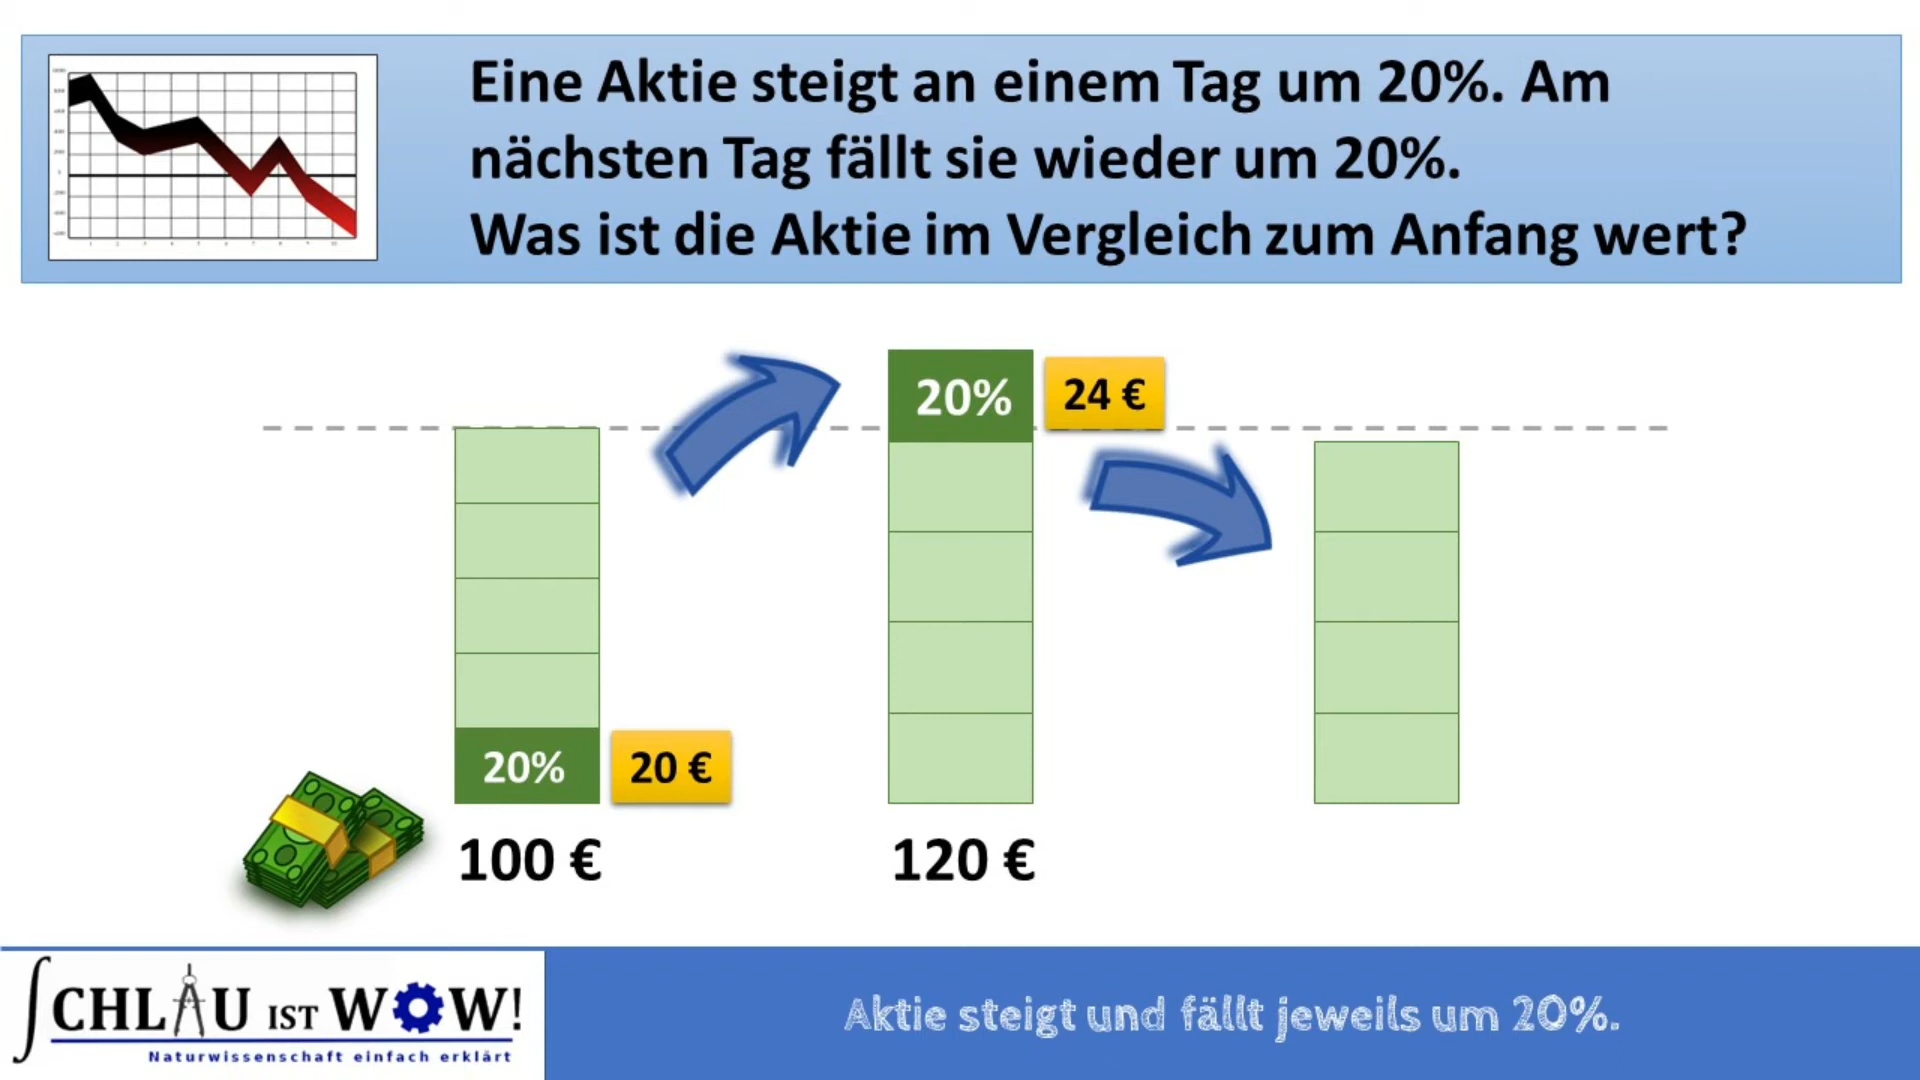 Eine Aktie steigt an einem Tag um 20%. Am
nächsten Tag fällt sie wieder um 20%.
Was ist die Aktie im Vergleich zum Anfang wert?
20%
24 €
20%
20 €
100 €
120 €
SCHLAU IST WOW!
Naturwissenschaft einfach erklärt
Aktie steigt und fällt jeweils um 20%.